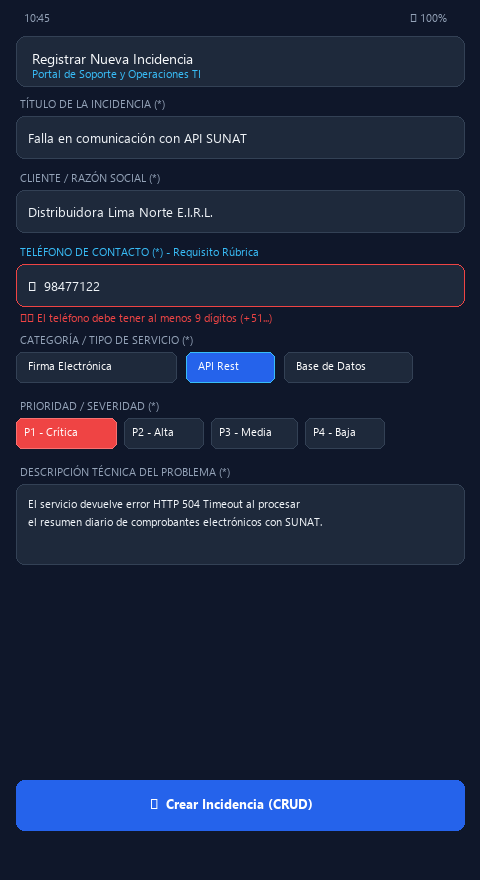 10:45
100%
Registrar Nueva Incidencia
Portal de Soporte y Operaciones TI
TÍTULO DE LA INCIDENCIA (*)
Falla en comunicación con API SUNAT
CLIENTE / RAZÓN SOCIAL (*)
Distribuidora Lima Norte E.I.R.L.
TELÉFONO DE CONTACTO (*) - Requisito Rúbrica
98477122
El teléfono debe tener al menos 9 dígitos (+51...)
CATEGORÍA / TIPO DE SERVICIO (*)
Firma Electrónica
API Rest
Base de Datos
PRIORIDAD / SEVERIDAD (*)
P1 - Crítica
P2 - Alta
P3 - Media
P4 - Baja
DESCRIPCIÓN TÉCNICA DEL PROBLEMA (*)
El servicio devuelve error HTTP 504 Timeout al procesar
el resumen diario de comprobantes electrónicos con SUNAT.
Crear Incidencia (CRUD)